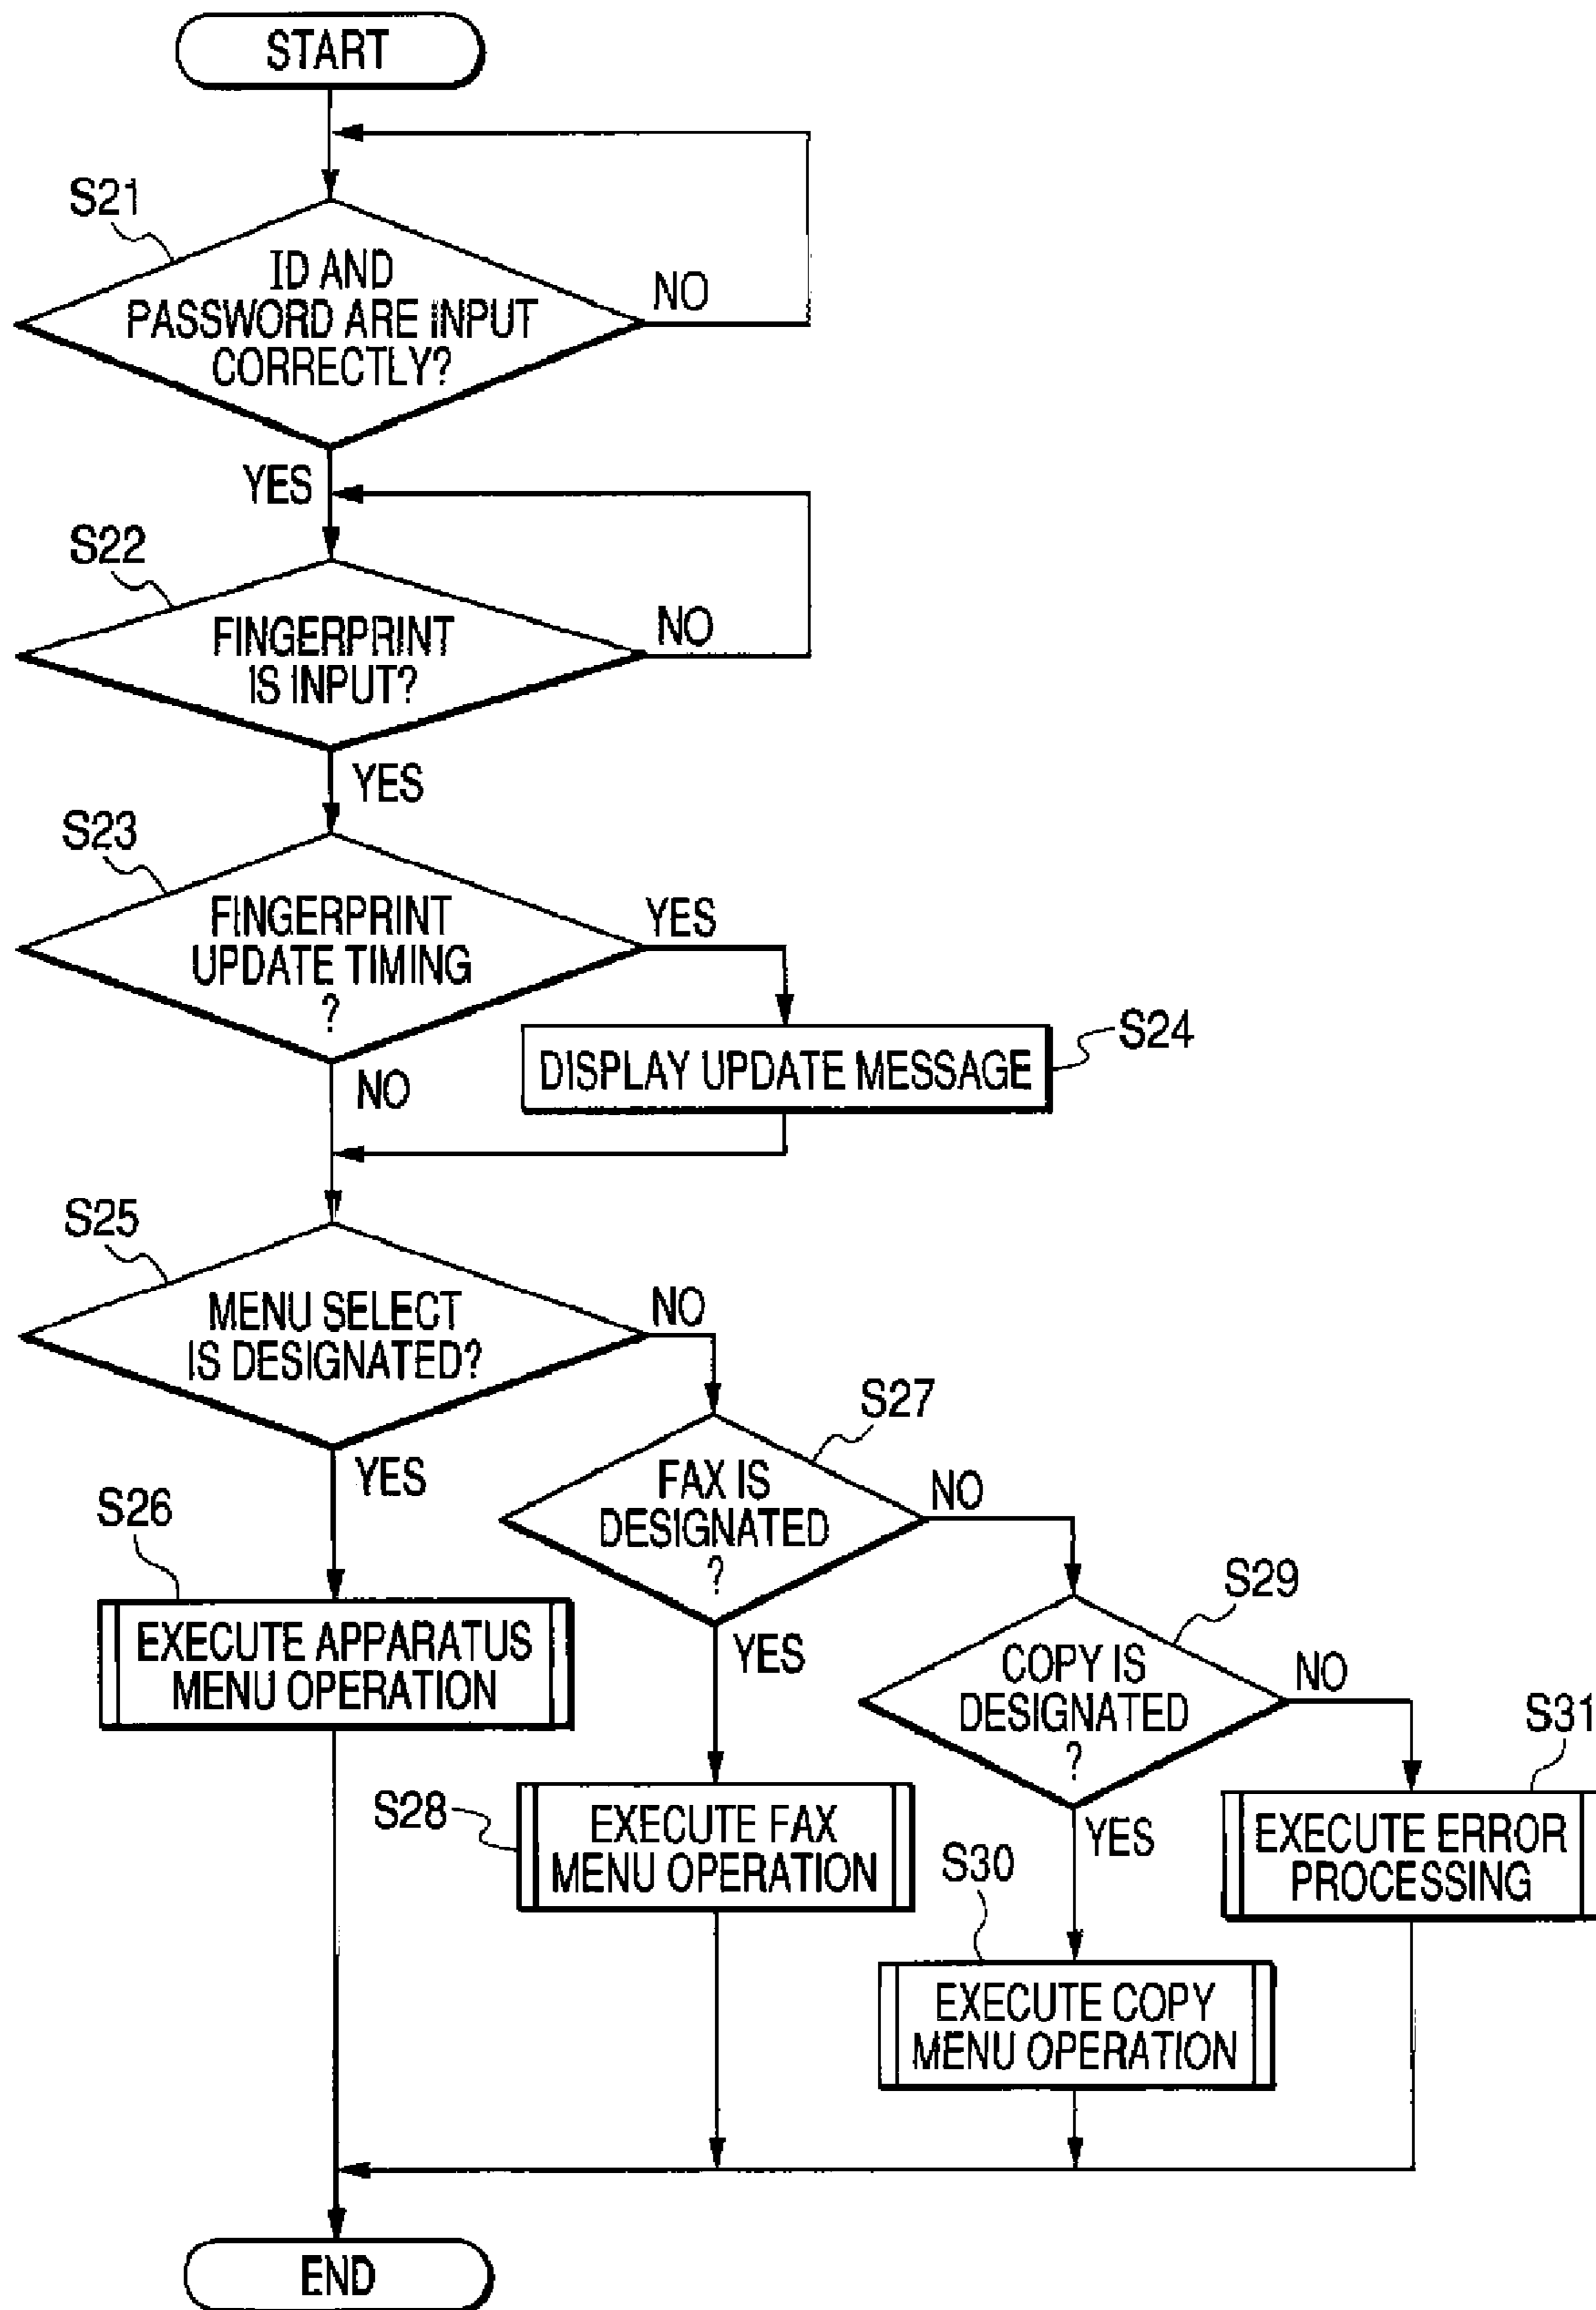 START
S21
ID AND
PASSWORD ARE INPUT
CORRECTLY?
NO
YES
S22
FINGERPRINT
IS INPUT?
NO
YES
S23
FINGERPRINT
UPDATE TIMING
?
YES
S24
DISPLAY UPDATE MESSAGE
NO
S25
MENU SELECT
IS DESIGNATED?
NO
YES
S27
FAX IS
DESIGNATED
?
NO
YES
S26
EXECUTE APPARATUS
MENU OPERATION
S29
COPY IS
DESIGNATED
?
NO
YES
S28
EXECUTE FAX
MENU OPERATION
S31
EXECUTE ERROR
PROCESSING
S30
EXECUTE COPY
MENU OPERATION
END